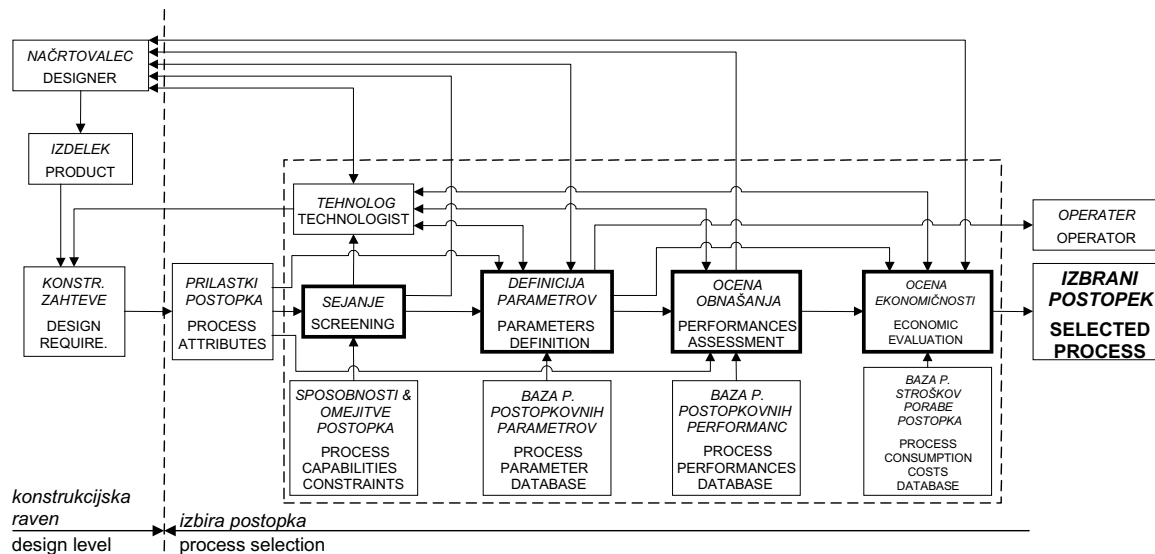 NAČRTOVALEC
DESIGNER
IZDELEK
PRODUCT
TEHNOLOG
TECHNOLOGIST
OPERATER
OPERATOR
KONSTR.
ZAHTEVE
DESIGN
REQUIRE.
PRILASTKI
POSTOPKA
PROCESS
ATTRIBUTES
SEJANJE
SCREENING
DEFINICIJA
PARAMETROV
PARAMETERS
DEFINITION
OCENA
OBNAŠANJA
PERFORMANCES
ASSESSMENT
OCENA
EKONOMIČNOSTI
ECONOMIC
EVALUATION
IZBRANI
POSTOPEK
SELECTED
PROCESS
SPOSOBNOSTI &
OMEJITVE
POSTOPKA
PROCESS
CAPABILITIES
CONSTRAINTS
BAZA P.
POSTOPKOVNIH
PARAMETROV
PROCESS
PARAMETER
DATABASE
BAZA P.
POSTOPKOVNIH
PERFORMANC
PROCESS
PERFORMANCES
DATABASE
BAZA P.
STROŠKOV
PORABE
POSTOPKA
PROCESS
CONSUMPTION
COSTS
DATABASE
konstrukcijska
raven
design level
izbira postopka
process selection